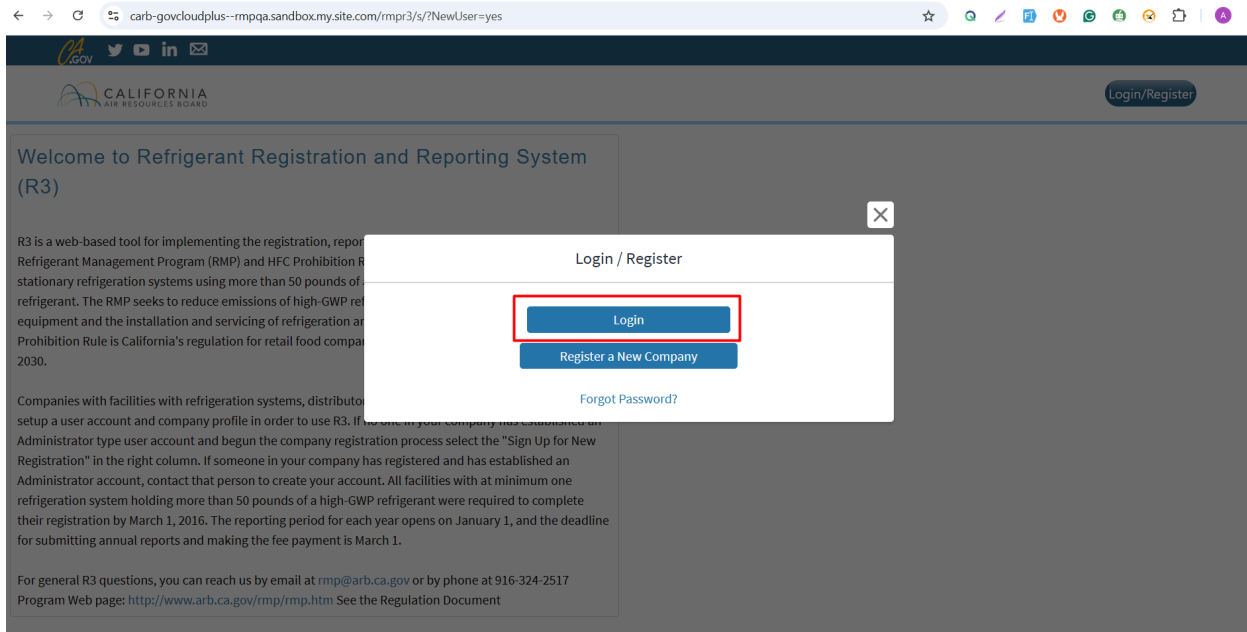 carb-govcloudplus--rmpqa.sandbox.my.site.com/rmpr3/s/?NewUser=yes
A
CA
.GOV
CALIFORNIA
AIR RESOURCES BOARD
Login/Register
Welcome to Refrigerant Registration and Reporting System
(R3)
R3 is a web-based tool for implementing the registration, repor
Refrigerant Management Program (RMP) and HFC Prohibition R
stationary refrigeration systems using more than 50 pounds of
refrigerant. The RMP seeks to reduce emissions of high-GWP ref
equipment and the installation and servicing of refrigeration ar
Prohibition Rule is California's regulation for retail food compa
2030.
Login / Register
Login
Register a New Company
Forgot Password?
Companies with facilities with refrigeration systems, distributo
setup a user account and company profile in order to use R3. If no one in your company has established an
Administrator type user account and begun the company registration process select the "Sign Up for New
Registration" in the right column. If someone in your company has registered and has established an
Administrator account, contact that person to create your account. All facilities with at minimum one
refrigeration system holding more than 50 pounds of a high-GWP refrigerant were required to complete
their registration by March 1, 2016. The reporting period for each year opens on January 1, and the deadline
for submitting annual reports and making the fee payment is March 1.
For general R3 questions, you can reach us by email at rmp@arb.ca.gov or by phone at 916-324-2517
Program Web page: http://www.arb.ca.gov/rmp/rmp.htm See the Regulation Document